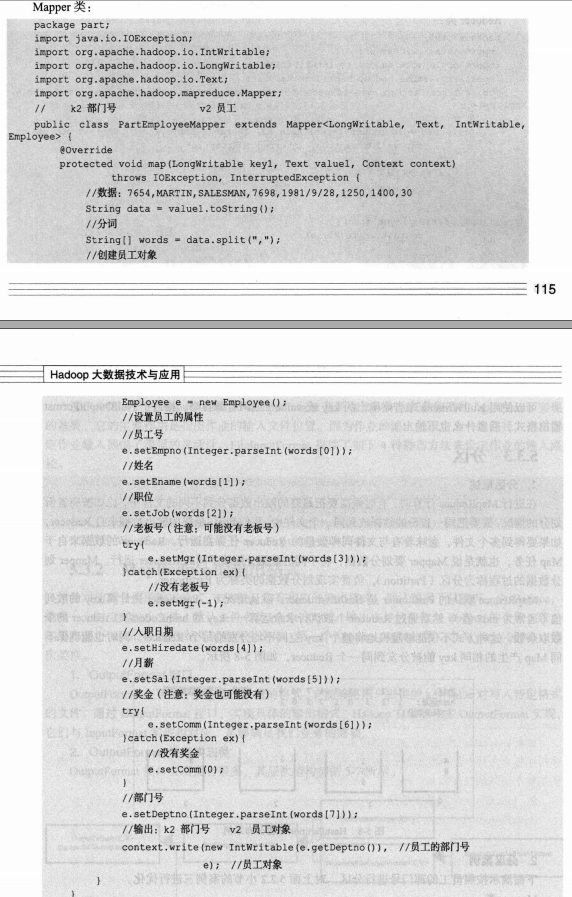 Mapper 类：
package part;
import java.io.IOException;
import org.apache.hadoop.io.IntWritable;
import org.apache.hadoop.io.LongWritable;
import org.apache.hadoop.io.Text;
import org.apache.hadoop.mapreduce.Mapper;
// k2 部门号 v2 员工
public class PartEmployeeMapper extends Mapper<LongWritable, Text, IntWritable,
Employee> {
@Override
protected void map(LongWritable key1, Text value1, Context context)
throws IOException, InterruptedException {
//数据：7654,MARTIN,SALESMAN,7698,1981/9/28,1250,1400,30
String data = value1.toString();
//分词
String[] words = data.split(",");
//创建员工对象
115
Hadoop 大数据技术与应用
Employee e = new Employee();
//设置员工的属性
//员工号
e.setEmpno(Integer.parseInt(words[0]));
//姓名
e.setEname(words[1]);
//职位
e.setJob(words[2]);
//老板号（注意：可能没有老板号）
try{
e.setMgr(Integer.parseInt(words[3]));
}catch(Exception ex){
//没有老板号
e.setMgr(-1);
}
//入职日期
e.setHiredate(words[4]);
//月薪
e.setSal(Integer.parseInt(words[5]));
//奖金（注意：奖金也可能没有）
try{
e.setComm(Integer.parseInt(words[6]));
}catch(Exception ex){
//没有奖金
e.setComm(0);
}
//部门号
e.setDeptno(Integer.parseInt(words[7]));
//输出：k2 部门号 v2 员工对象
context.write(new IntWritable(e.getDeptno()), //员工的部门号
e); //员工对象
}
}